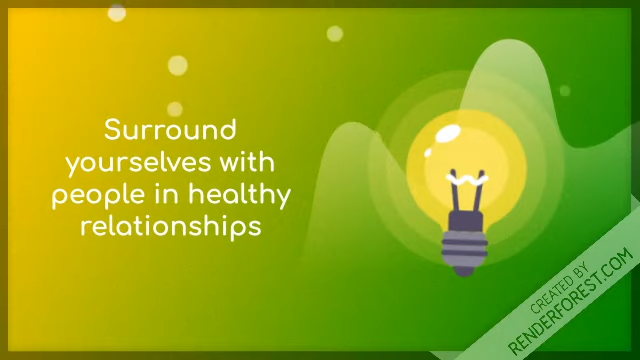 Surround
yourselves with
people in healthy
relationships
CREATED BY
RENDERFOREST.COM